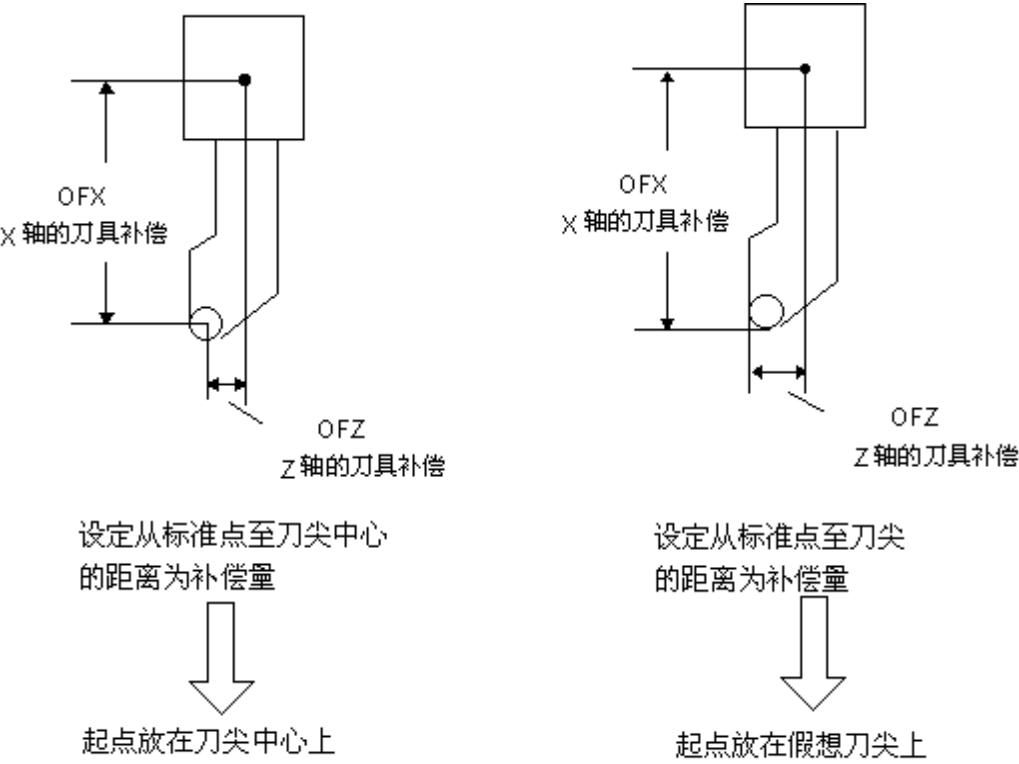 OFX
X 轴的刀具补偿
OFZ
Z 轴的刀具补偿
设定从标准点至刀尖中心
的距离为补偿量
起点放在刀尖中心上
OFX
X 轴的刀具补偿
OFZ
Z 轴的刀具补偿
设定从标准点至刀尖
的距离为补偿量
起点放在假想刀尖上